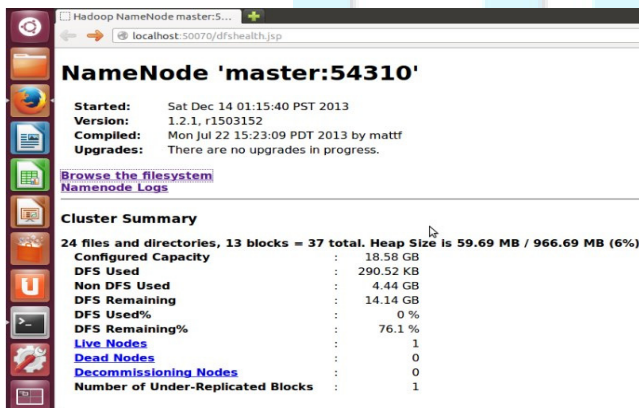 Hadoop NameNode master:5...
localhost:50070/dfshealth.jsp
NameNode 'master:54310'
Started: Sat Dec 14 01:15:40 PST 2013
Version: 1.2.1, r1503152
Compiled: Mon Jul 22 15:23:09 PDT 2013 by mattf
Upgrades: There are no upgrades in progress.
Browse the filesystem
Namenode Logs
Cluster Summary
24 files and directories, 13 blocks = 37 total. Heap Size is 59.69 MB / 966.69 MB (6%)
Configured Capacity : 18.58 GB
DFS Used : 290.52 KB
Non DFS Used : 4.44 GB
DFS Remaining : 14.14 GB
DFS Used% : 0 %
DFS Remaining% : 76.1 %
Live Nodes : 1
Dead Nodes : 0
Decommissioning Nodes : 0
Number of Under-Replicated Blocks : 1